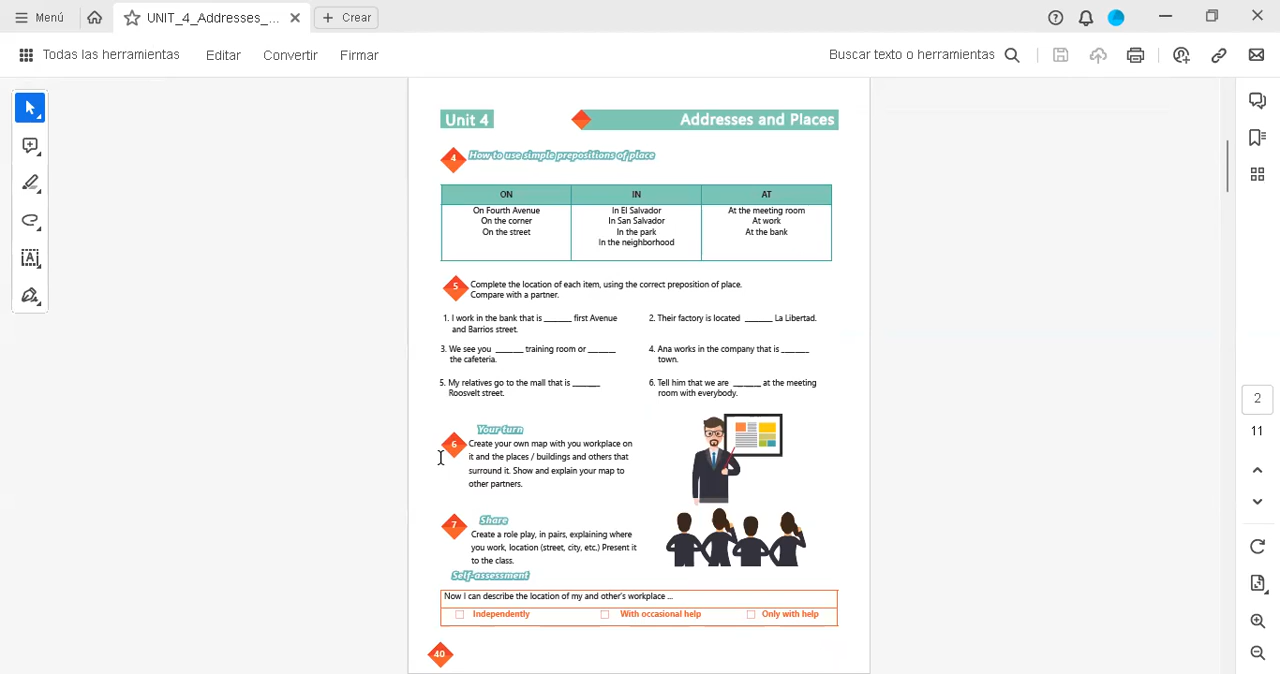 Menú
UNIT_4_Addresses_...
Crear
Todas las herramientas
Editar
Convertir
Firmar
Buscar texto o herramientas
Unit 4
Addresses and Places
4
How to use simple prepositions of place
ON IN AT
On Fourth Avenue In El Salvador At the meeting room
On the corner In San Salvador At work
On the street In the park At the bank
In the neighborhood
5 Complete the location of each item, using the correct preposition of place.
Compare with a partner.
1. I work in the bank that is ______ first Avenue
and Barrios street.
2. Their factory is located ______ La Libertad.
3. We see you ______ training room or ______
the cafeteria.
4. Ana works in the company that is ______
town.
5. My relatives go to the mall that is ______
Roosvelt street.
6. Tell him that we are ______ at the meeting
room with everybody.
Your turn
6
Create your own map with you workplace on
it and the places / buildings and others that
surround it. Show and explain your map to
other partners.
7
Share
Create a role play, in pairs, explaining where
you work, location (street, city, etc.) Present it
to the class.
Self-assessment
Now I can describe the location of my and other's workplace ...
Independently With occasional help Only with help
40
2
11